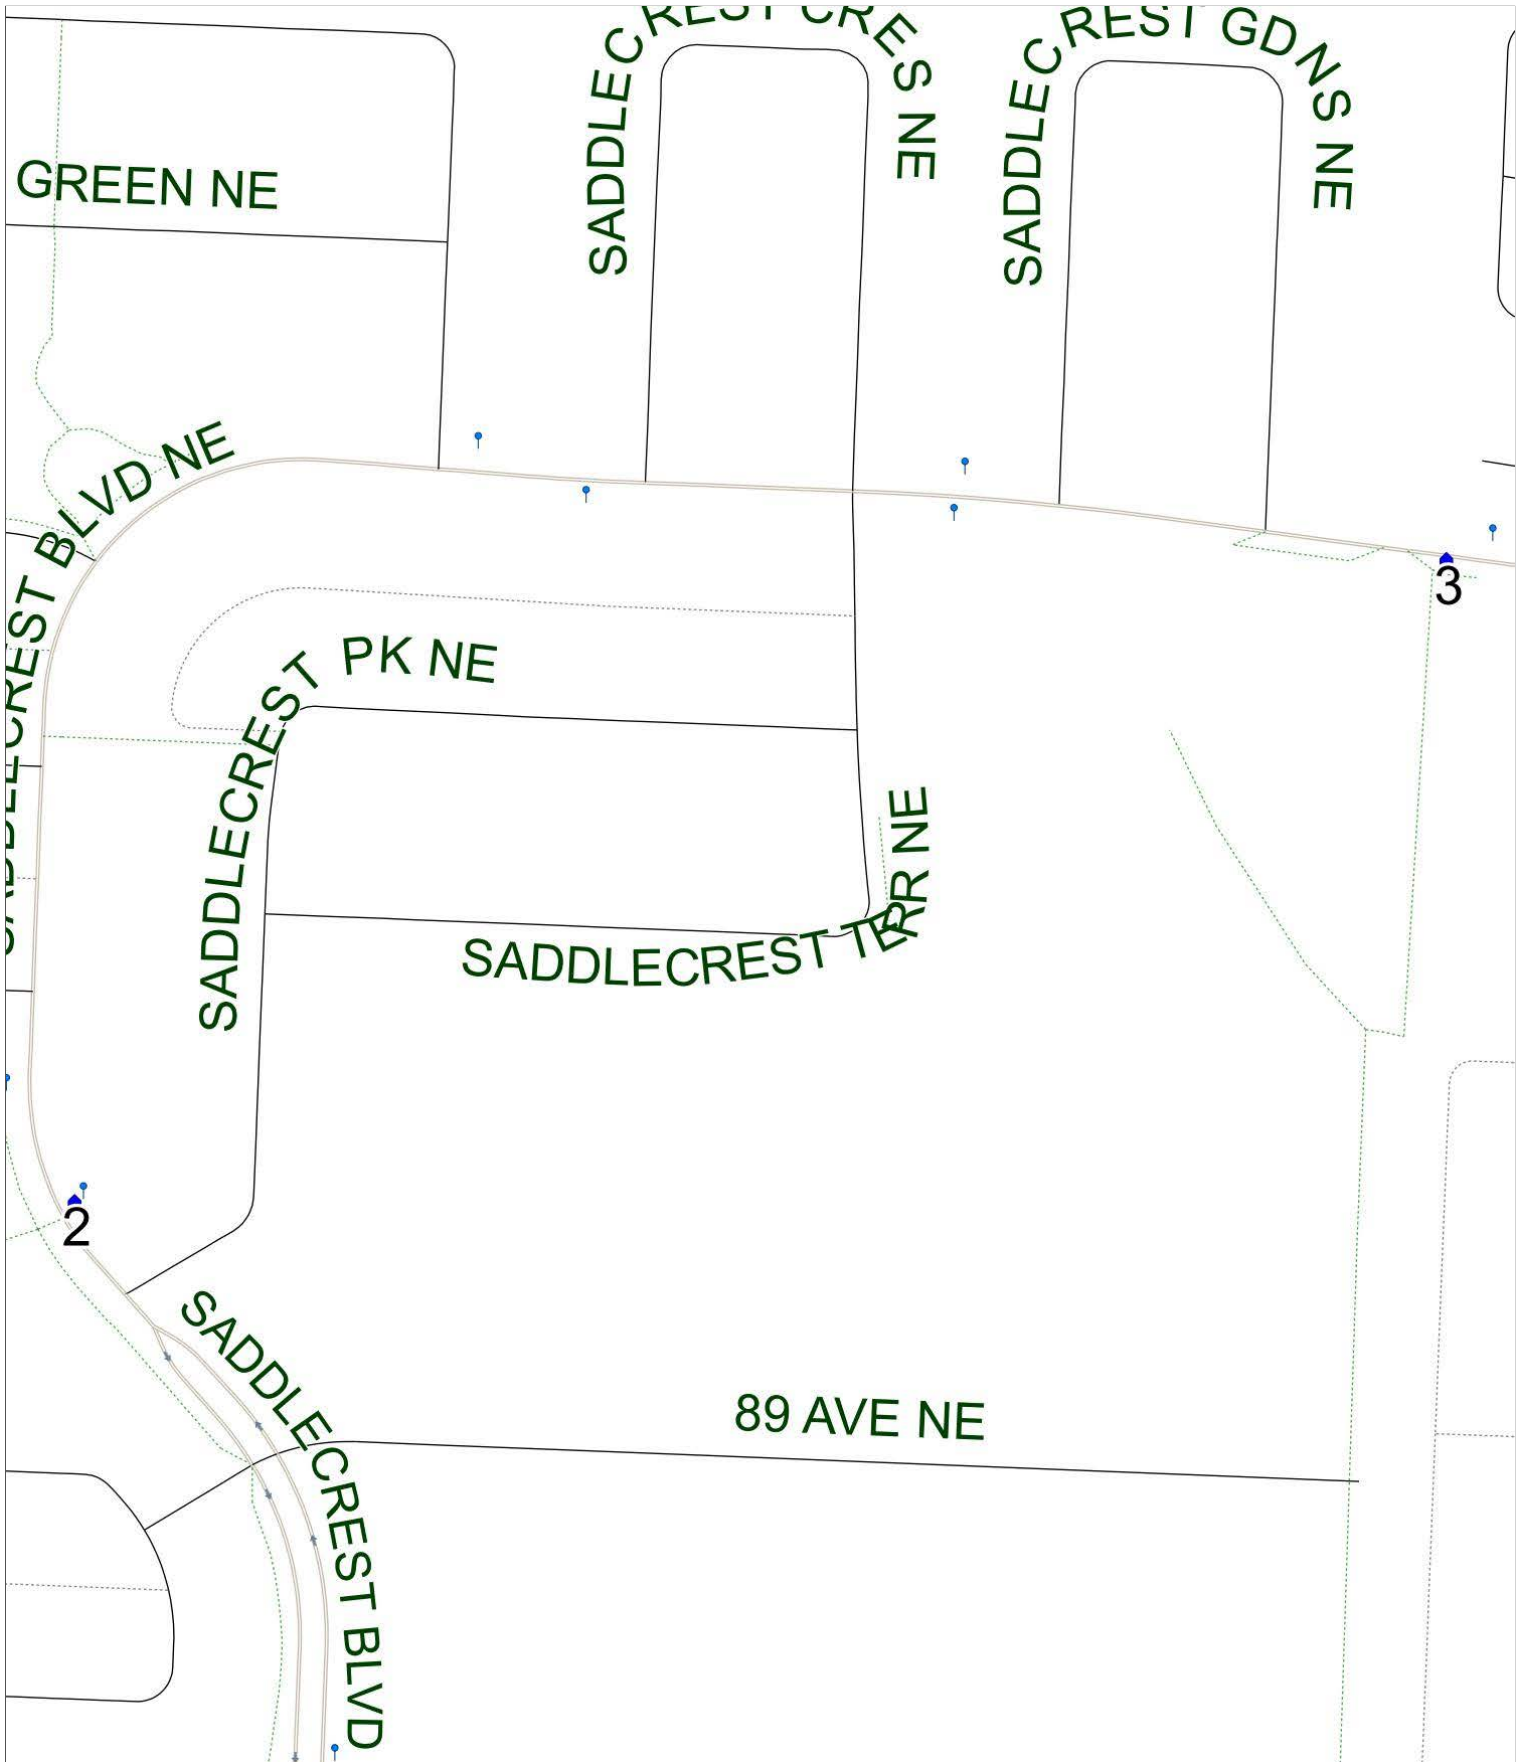 SADDLECREST CRES NE
SADDLECREST GDNS NE
GREEN NE
SADDLECREST BLVD NE
3
PK NE
SADDLECREST
SADDLECREST TERR NE
2
SADDLECREST BLVD
89 AVE NE